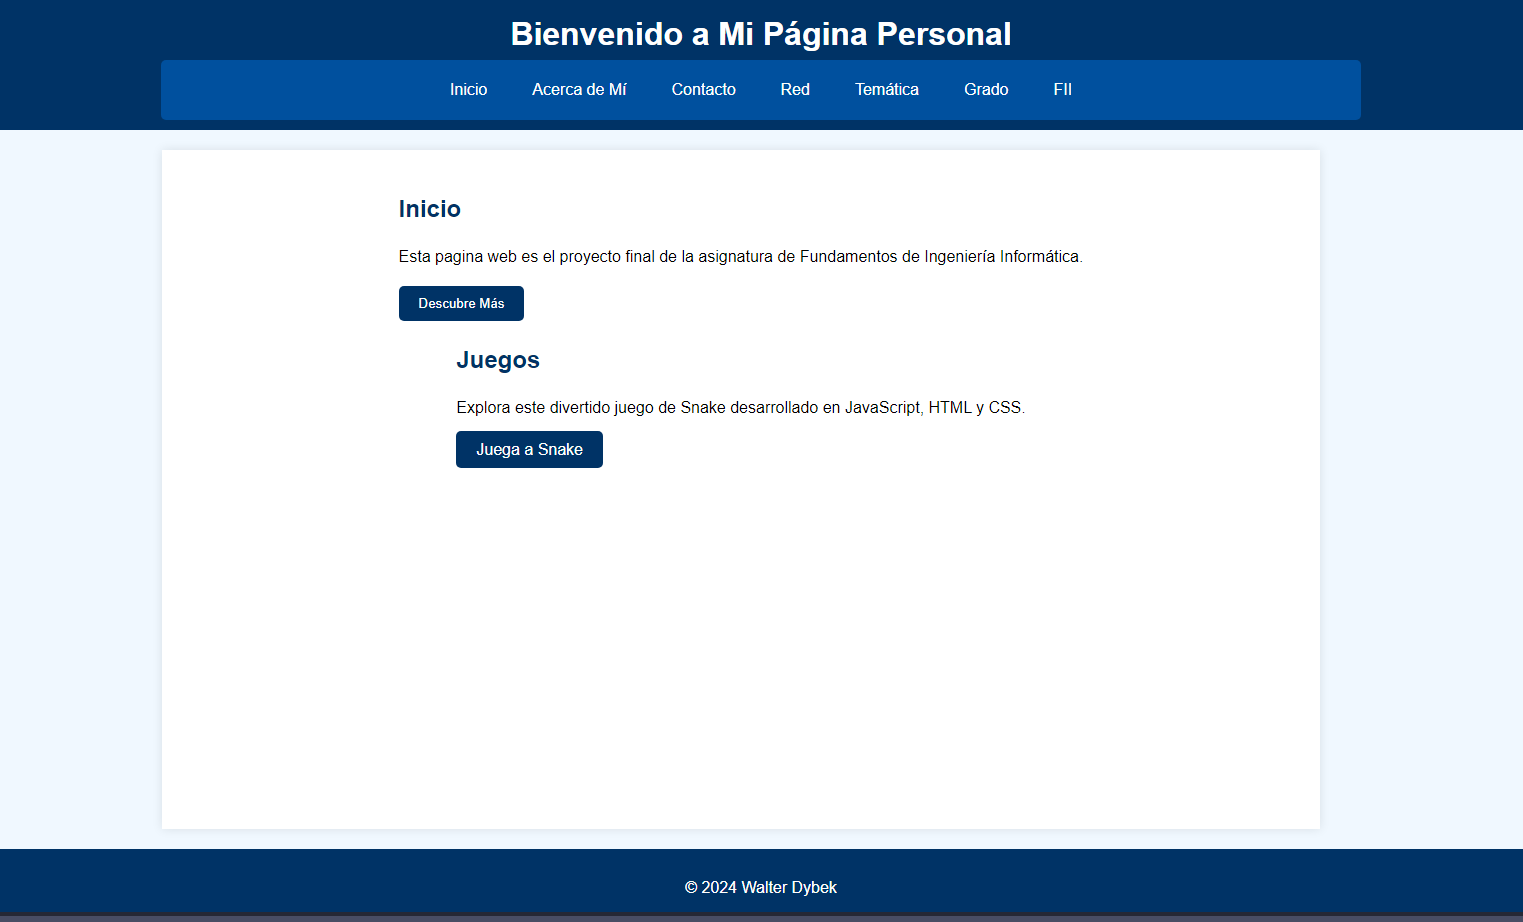 Bienvenido a Mi Página Personal
Inicio Acerca de Mí Contacto Red Temática Grado FII
Inicio
Esta pagina web es el proyecto final de la asignatura de Fundamentos de Ingeniería Informática.
Descubre Más
Juegos
Explora este divertido juego de Snake desarrollado en JavaScript, HTML y CSS.
Juega a Snake
© 2024 Walter Dybek